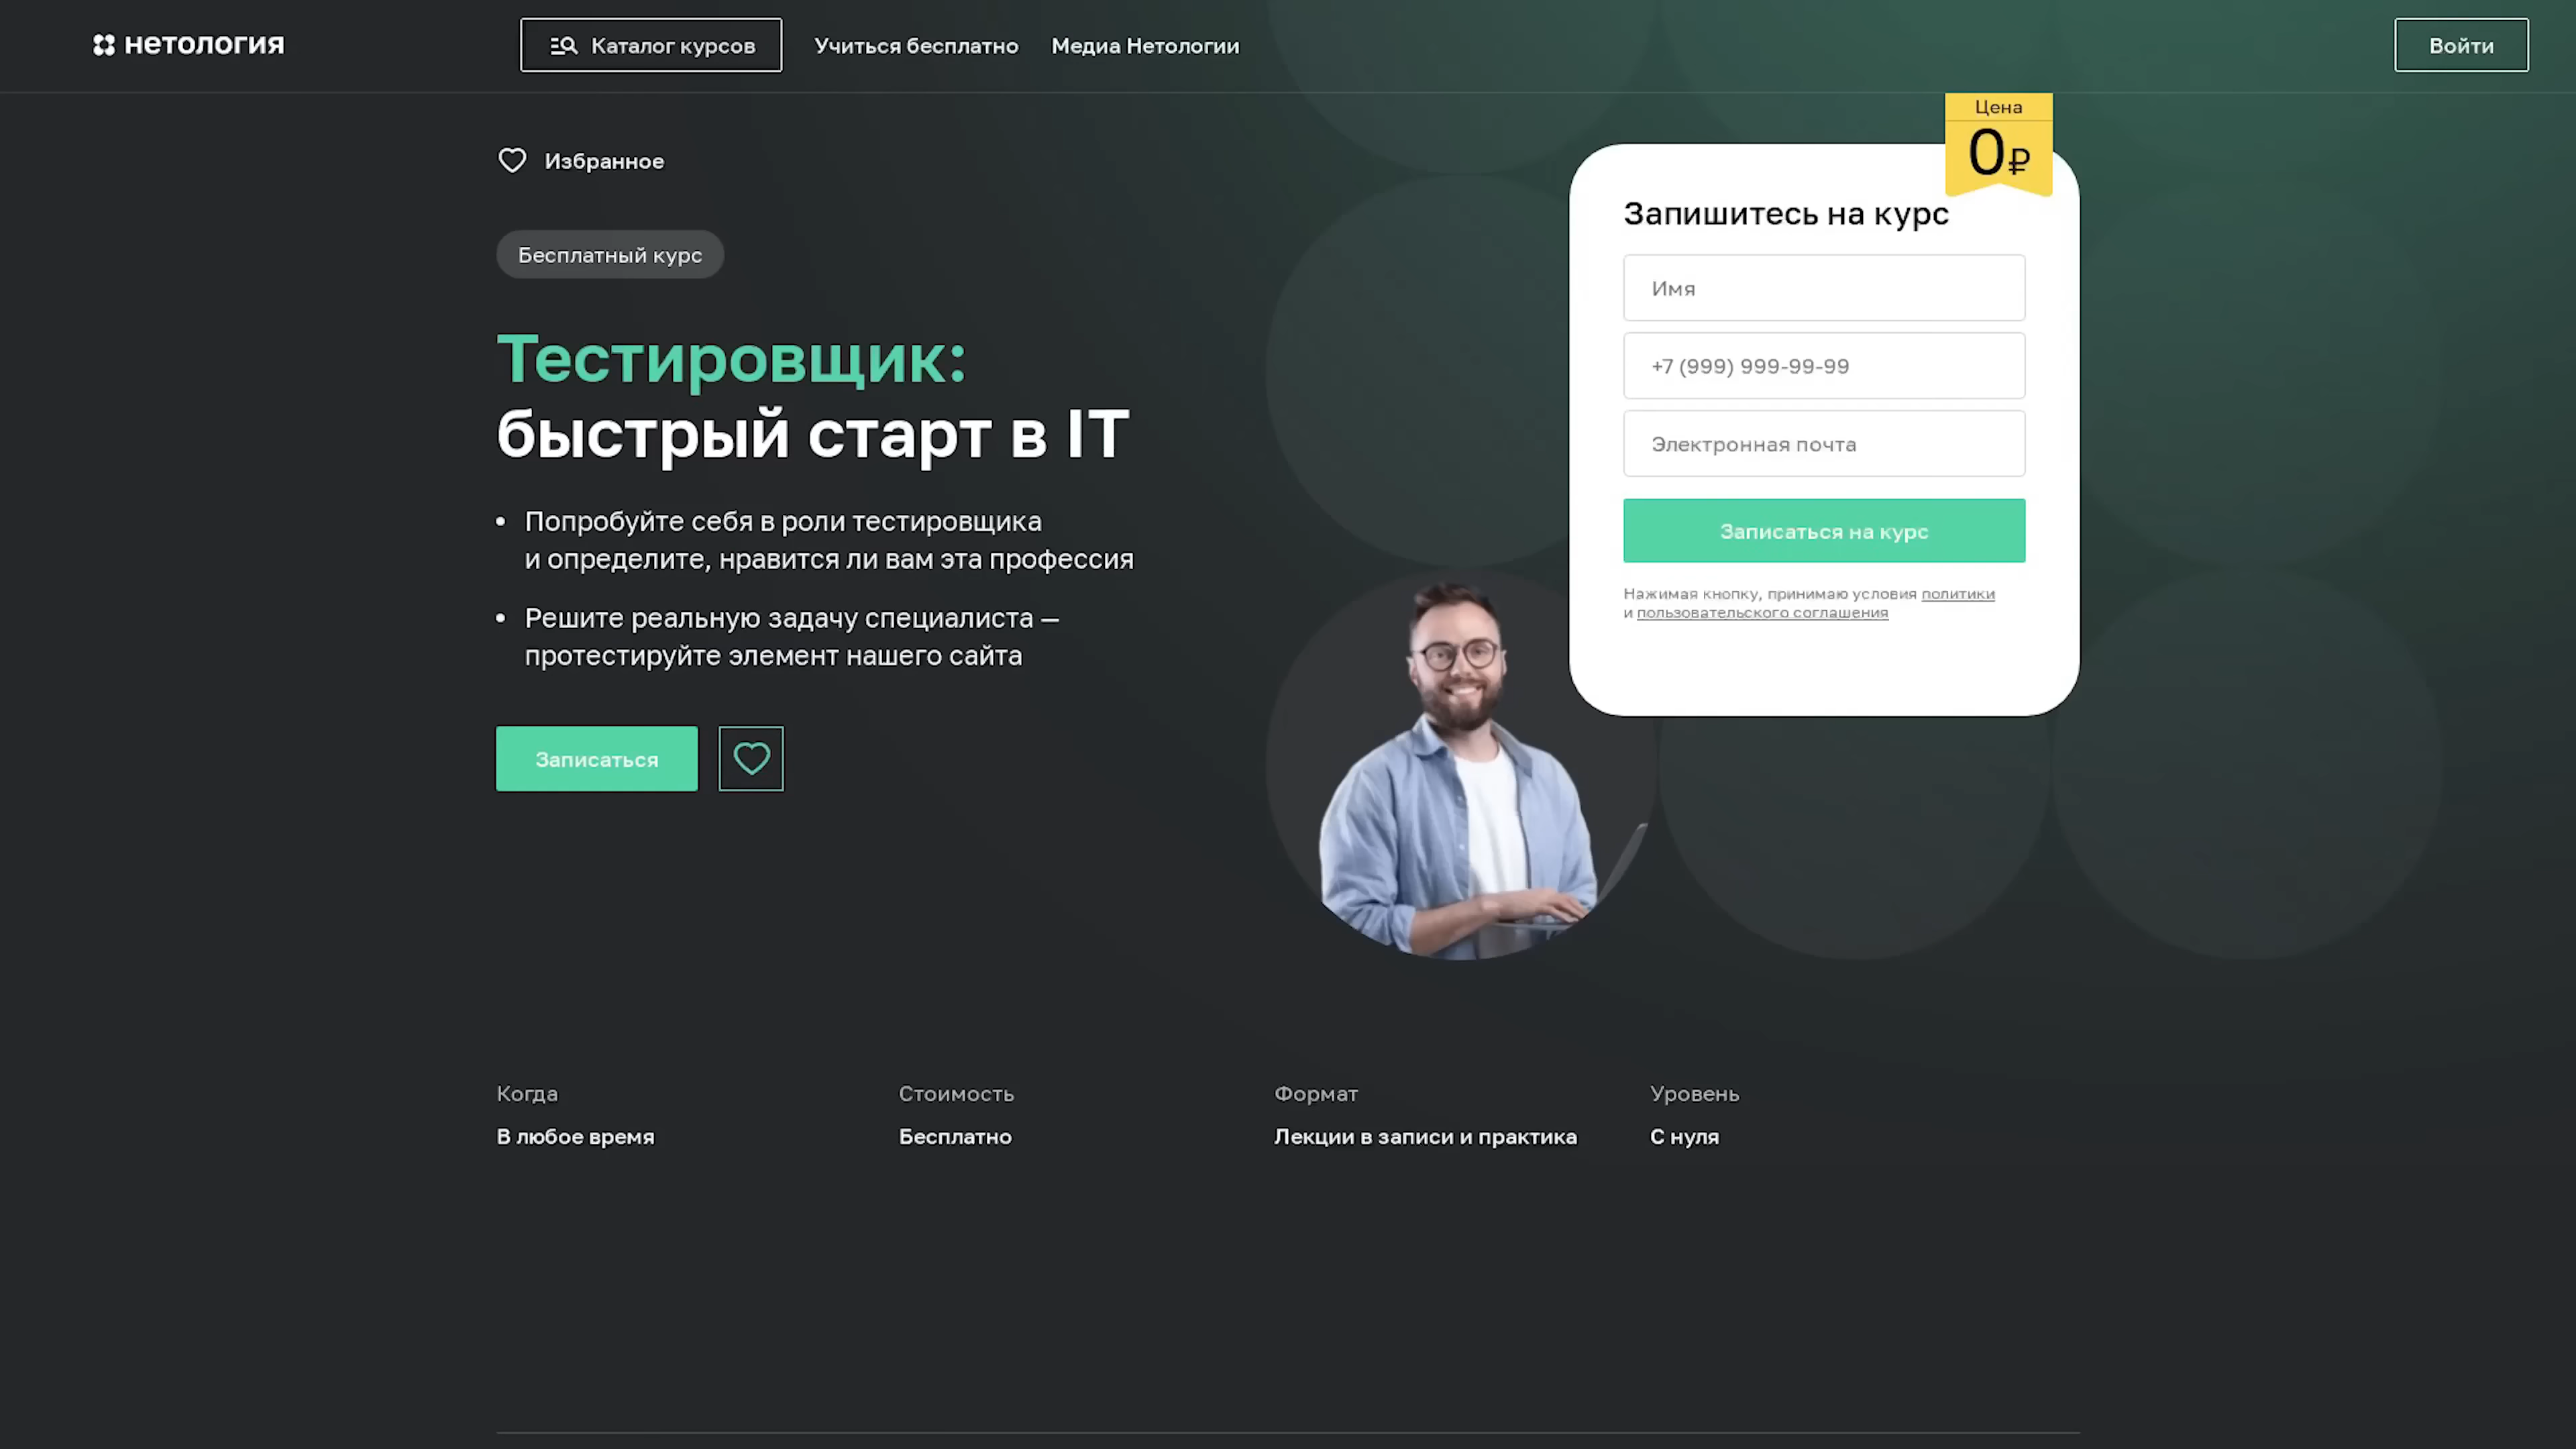 нетология
Каталог курсов
Учиться бесплатно
Медиа Нетологии
Войти
Избранное
Бесплатный курс
Тестировщик:
быстрый старт в IT
Попробуйте себя в роли тестировщика
и определите, нравится ли вам эта профессия
Решите реальную задачу специалиста —
протестируйте элемент нашего сайта
Записаться
Цена
0₽
Запишитесь на курс
Имя
+7 (999) 999-99-99
Электронная почта
Записаться на курс
Нажимая кнопку, принимаю условия политики
и пользовательского соглашения
Когда
В любое время
Стоимость
Бесплатно
Формат
Лекции в записи и практика
Уровень
С нуля